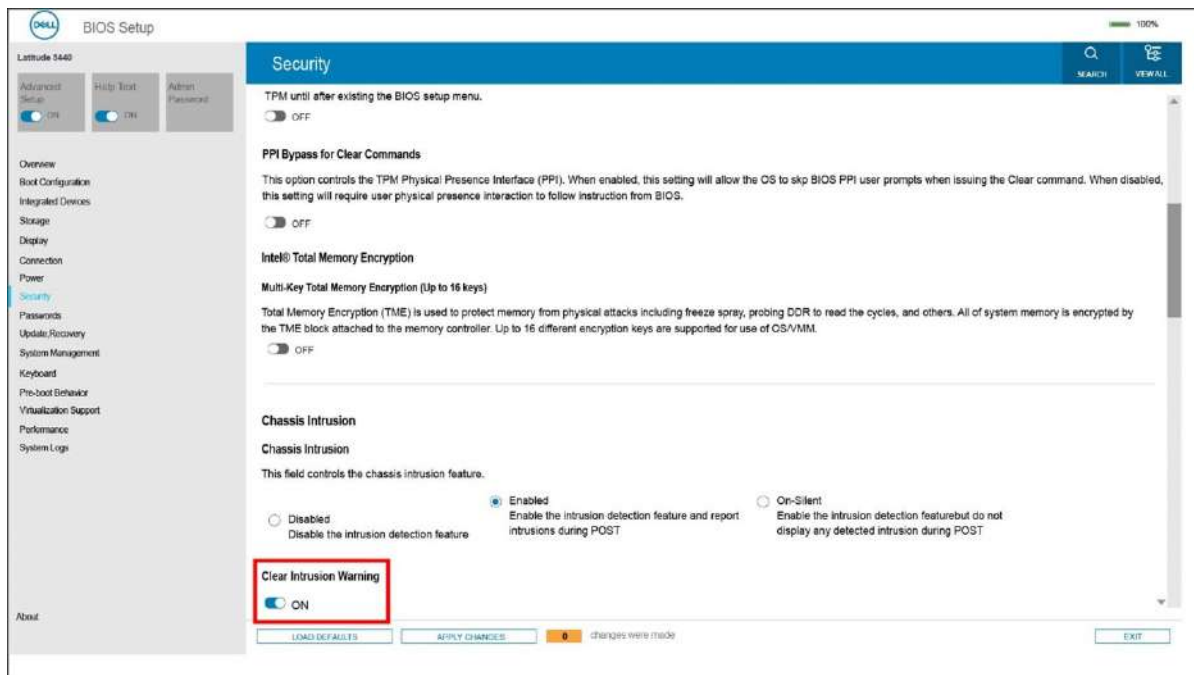 DELL
BIOS Setup
100%
Latitude 5440
Advanced Setup
ON
Help Text
ON
Admin Password
Overview
Boot Configuration
Integrated Devices
Storage
Display
Connection
Power
Security
Passwords
Update,Recovery
System Management
Keyboard
Pre-boot Behavior
Virtualization Support
Performance
System Logs
About
Security
SEARCH
VIEW ALL
TPM until after existing the BIOS setup menu.
OFF
PPI Bypass for Clear Commands
This option controls the TPM Physical Presence Interface (PPI). When enabled, this setting will allow the OS to skp BIOS PPI user prompts when issuing the Clear command. When disabled,
this setting will require user physical presence interaction to follow instruction from BIOS.
OFF
Intel® Total Memory Encryption
Multi-Key Total Memory Encryption (Up to 16 keys)
Total Memory Encryption (TME) is used to protect memory from physical attacks including freeze spray, probing DDR to read the cycles, and others. All of system memory is encrypted by
the TME block attached to the memory controller. Up to 16 different encryption keys are supported for use of OS/VMM.
OFF
Chassis Intrusion
Chassis Intrusion
This field controls the chassis intrusion feature.
Disabled
Disable the intrusion detection feature
Enabled
Enable the intrusion detection feature and report
intrusions during POST
On-Silent
Enable the intrusion detection featurebut do not
display any detected intrusion during POST
Clear Intrusion Warning
ON
LOAD DEFAULTS
APPLY CHANGES
0
changes were made
EXIT